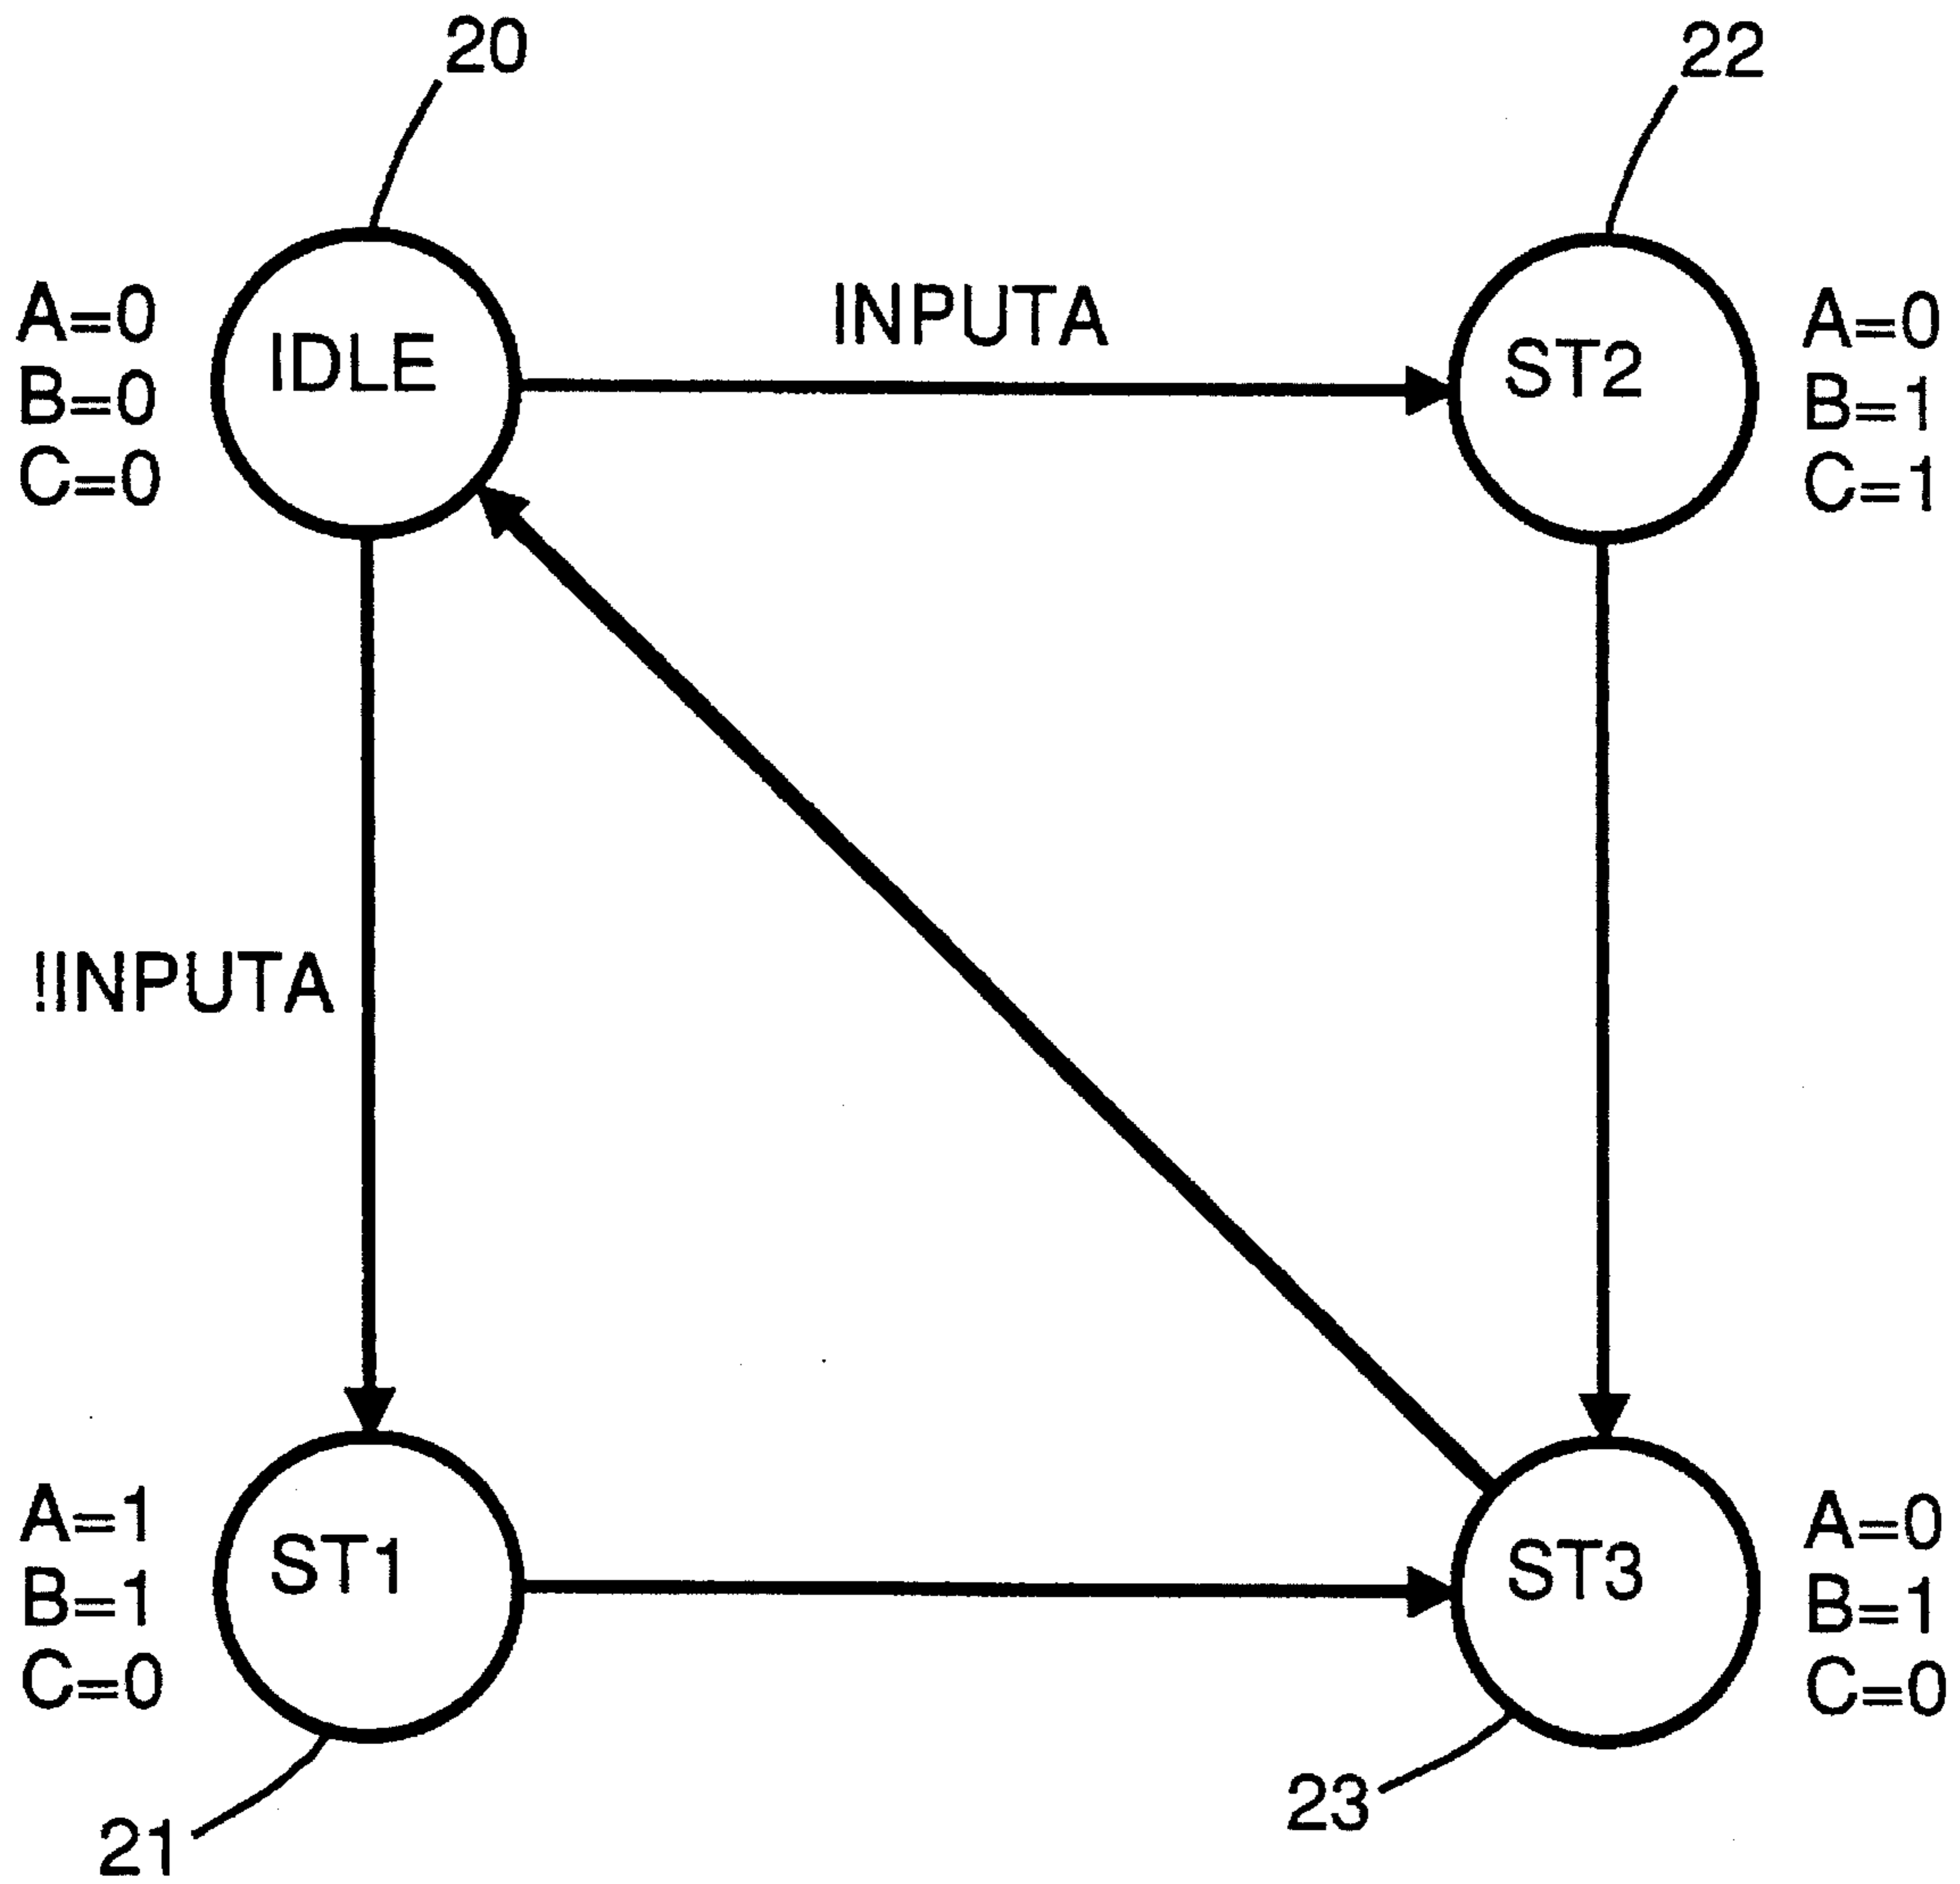 20
22
A=0
B=0
C=0
IDLE
INPUTA
ST2
A=0
B=1
C=1
!INPUTA
A=1
B=1
C=0
ST1
ST3
A=0
B=1
C=0
21
23